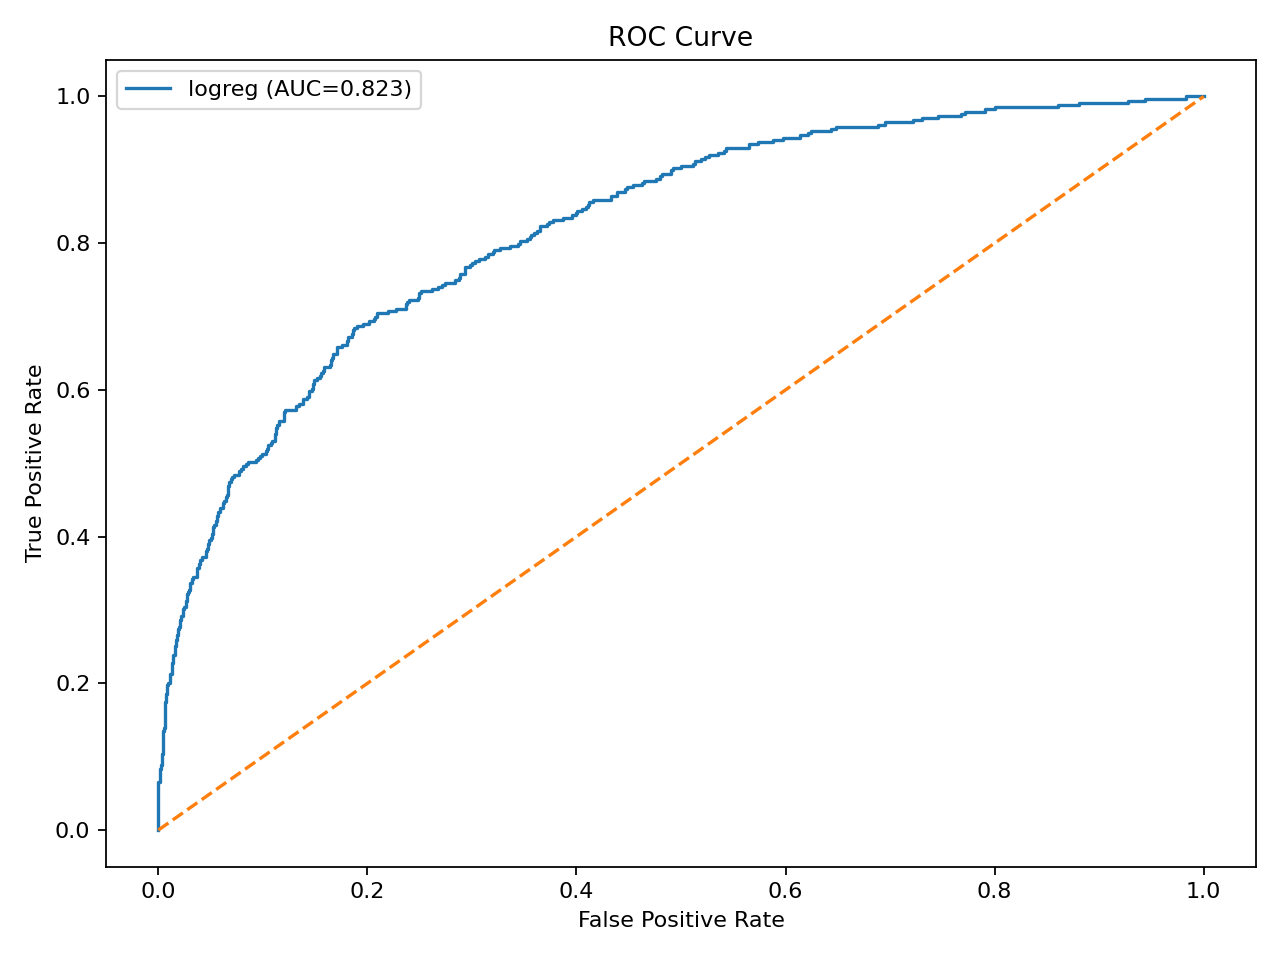 ROC Curve
logreg (AUC=0.823)
1.0
0.8
0.6
0.4
0.2
0.0
True Positive Rate
0.0 0.2 0.4 0.6 0.8 1.0
False Positive Rate